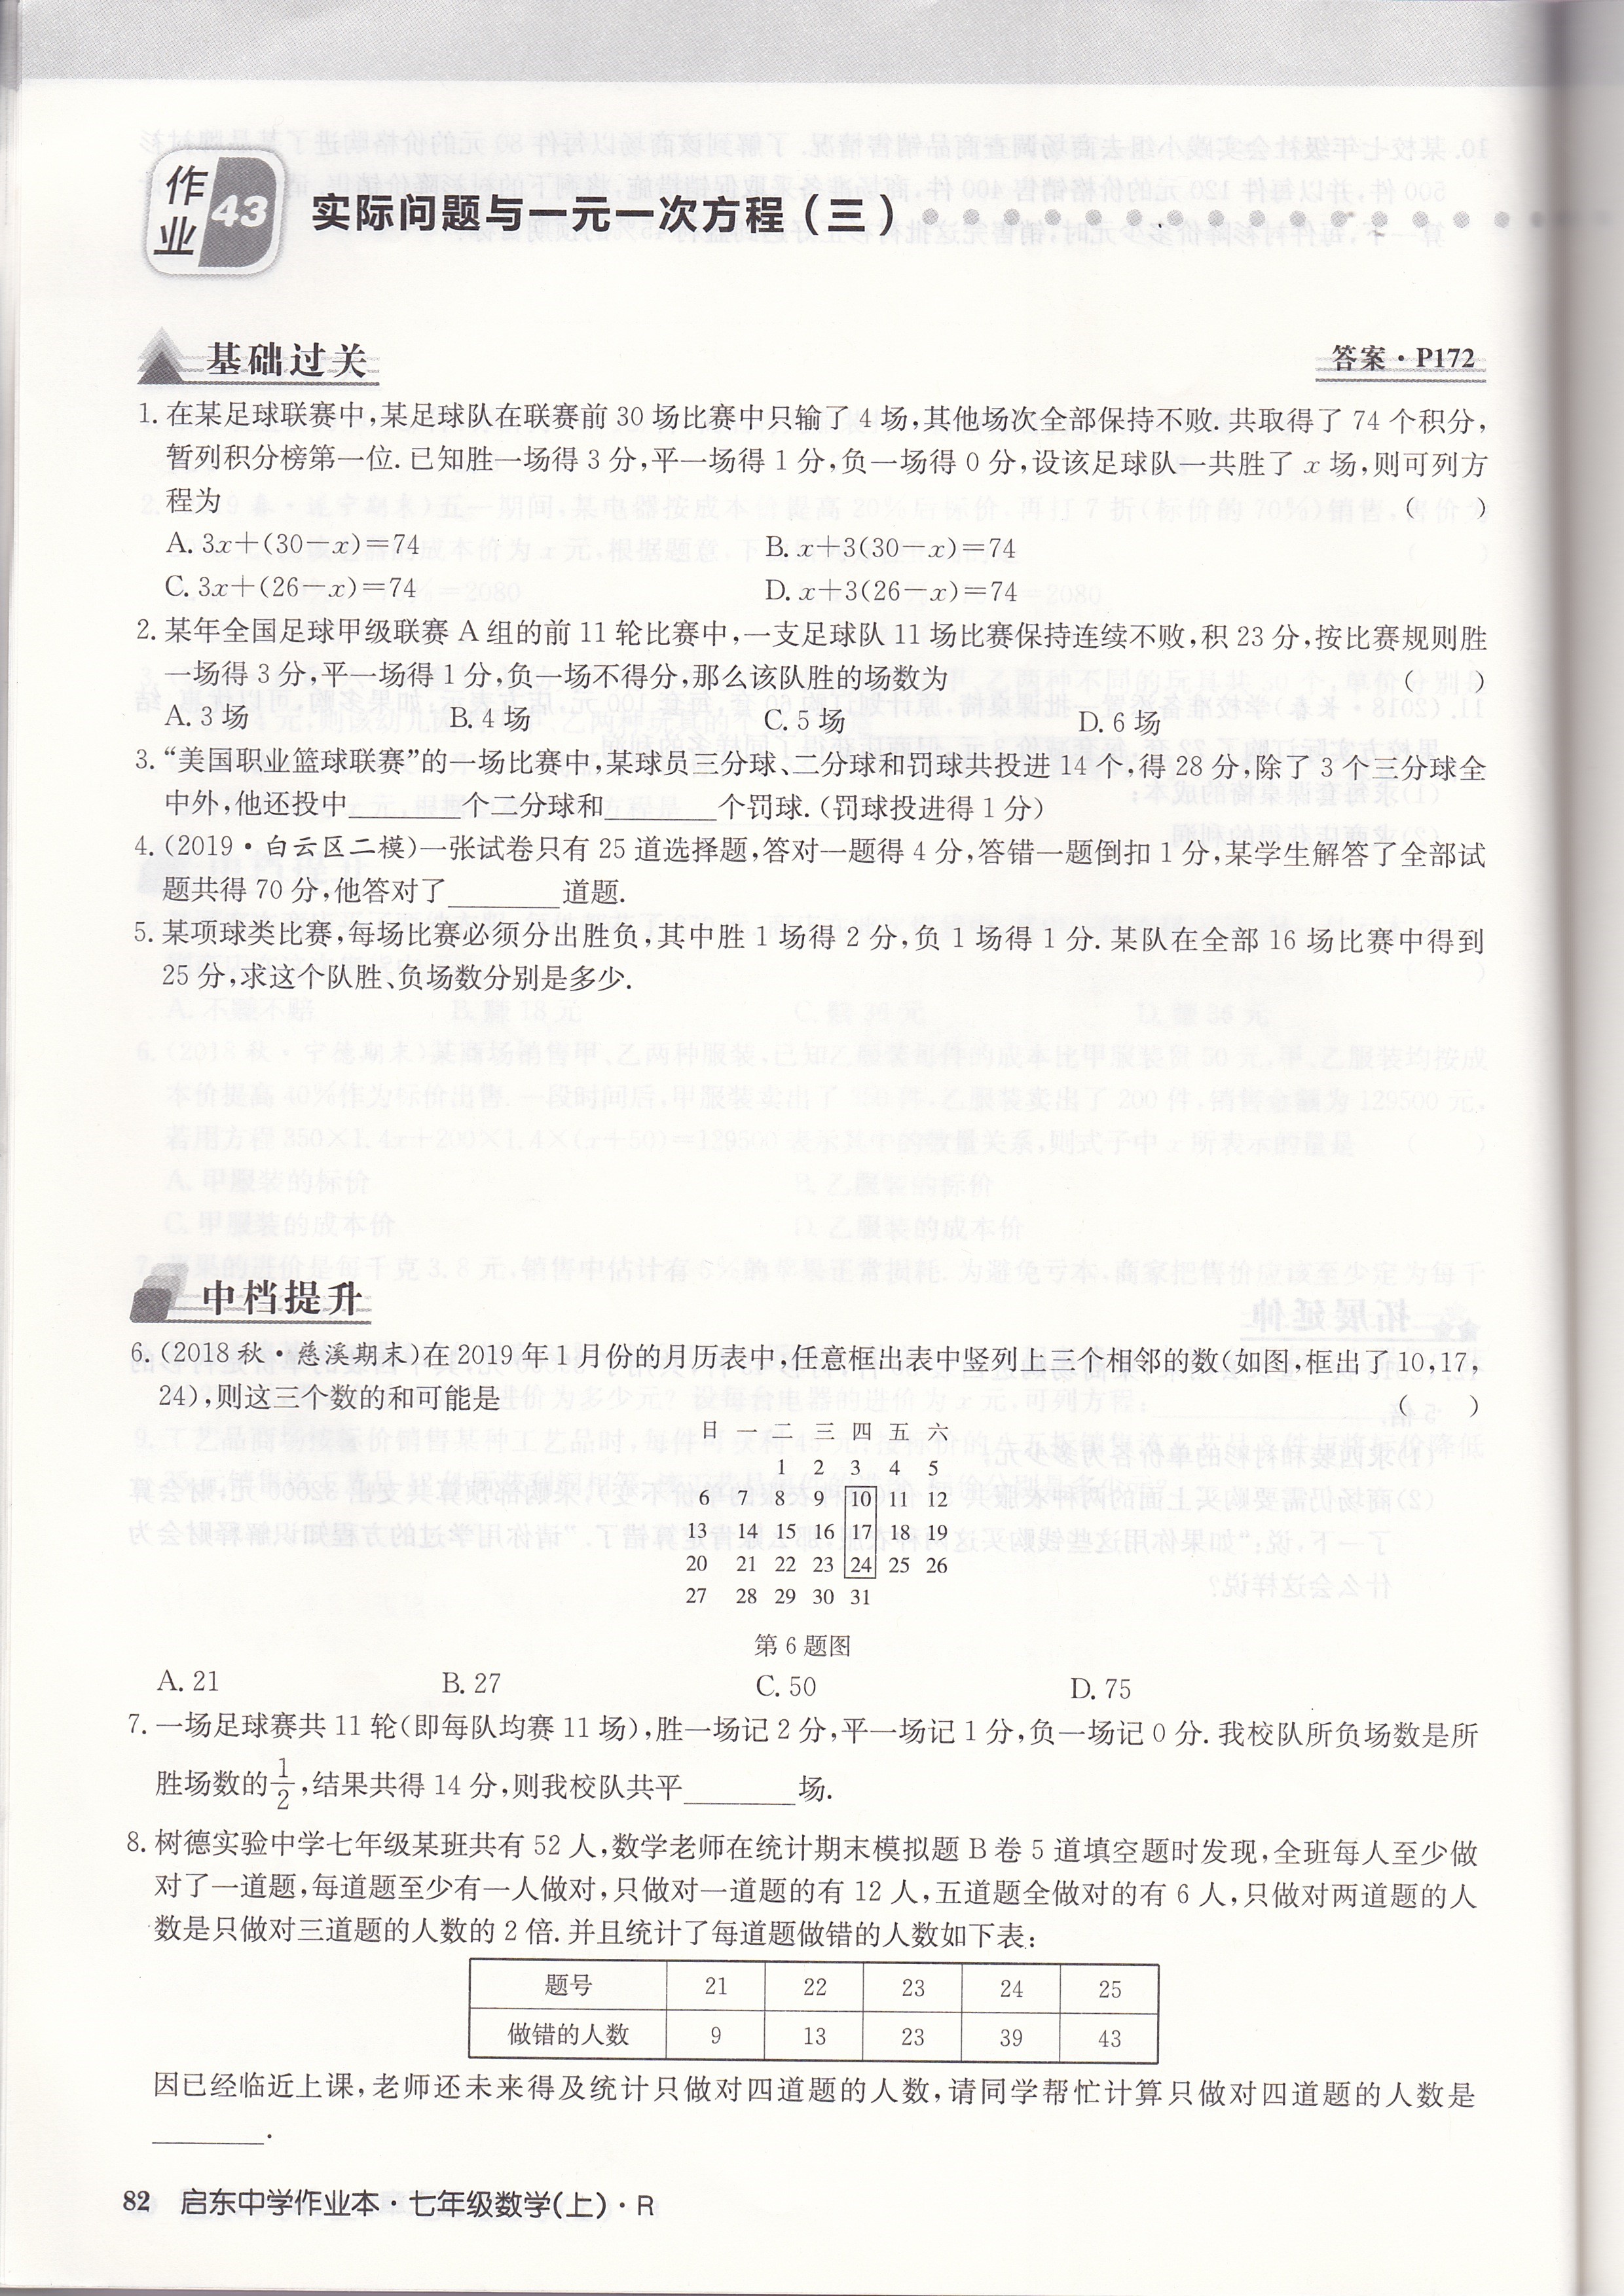 作业 43 实际问题与一元一次方程(三)
基础过关
答案·P172
1. 在某足球联赛中,某足球队在联赛前 30 场比赛中只输了 4 场,其他场次全部保持不败. 共取得了 74 个积分,
暂列积分榜第一位. 已知胜一场得 3 分,平一场得 1 分,负一场得 0 分,设该足球队一共胜了 x 场,则可列方
程为 ( )
A. 3x+(30-x)=74 B. x+3(30-x)=74
C. 3x+(26-x)=74 D. x+3(26-x)=74
2. 某年全国足球甲级联赛 A 组的前 11 轮比赛中,一支足球队 11 场比赛保持连续不败,积 23 分,按比赛规则胜
一场得 3 分,平一场得 1 分,负一场不得分,那么该队胜的场数为 ( )
A. 3 场 B. 4 场 C. 5 场 D. 6 场
3. “美国职业篮球联赛”的一场比赛中,某球员三分球、二分球和罚球共投进 14 个,得 28 分,除了 3 个三分球全
中外,他还投中________个二分球和________个罚球. (罚球投进得 1 分)
4. (2019·白云区二模)一张试卷只有 25 道选择题,答对一题得 4 分,答错一题倒扣 1 分,某学生解答了全部试
题共得 70 分,他答对了________道题.
5. 某项球类比赛,每场比赛必须分出胜负,其中胜 1 场得 2 分,负 1 场得 1 分. 某队在全部 16 场比赛中得到
25 分,求这个队胜、负场数分别是多少.
中档提升
6. (2018 秋·慈溪期末)在 2019 年 1 月份的月历表中,任意框出表中竖列上三个相邻的数(如图,框出了 10,17,
24),则这三个数的和可能是 ( )
日 一 二 三 四 五 六
1 2 3 4 5
6 7 8 9 10 11 12
13 14 15 16 17 18 19
20 21 22 23 24 25 26
27 28 29 30 31
第 6 题图
A. 21 B. 27 C. 50 D. 75
7. 一场足球赛共 11 轮(即每队均赛 11 场),胜一场记 2 分,平一场记 1 分,负一场记 0 分. 我校队所负场数是所
胜场数的1/2,结果共得 14 分,则我校队共平________场.
8. 树德实验中学七年级某班共有 52 人,数学老师在统计期末模拟题 B 卷 5 道填空题时发现,全班每人至少做
对了一道题,每道题至少有一人做对,只做对一道题的有 12 人,五道题全做对的有 6 人,只做对两道题的人
数是只做对三道题的人数的 2 倍. 并且统计了每道题做错的人数如下表:
题号 21 22 23 24 25
做错的人数 9 13 23 39 43
因已经临近上课,老师还未来得及统计只做对四道题的人数,请同学帮忙计算只做对四道题的人数是
________.
82 启东中学作业本·七年级数学(上)·R